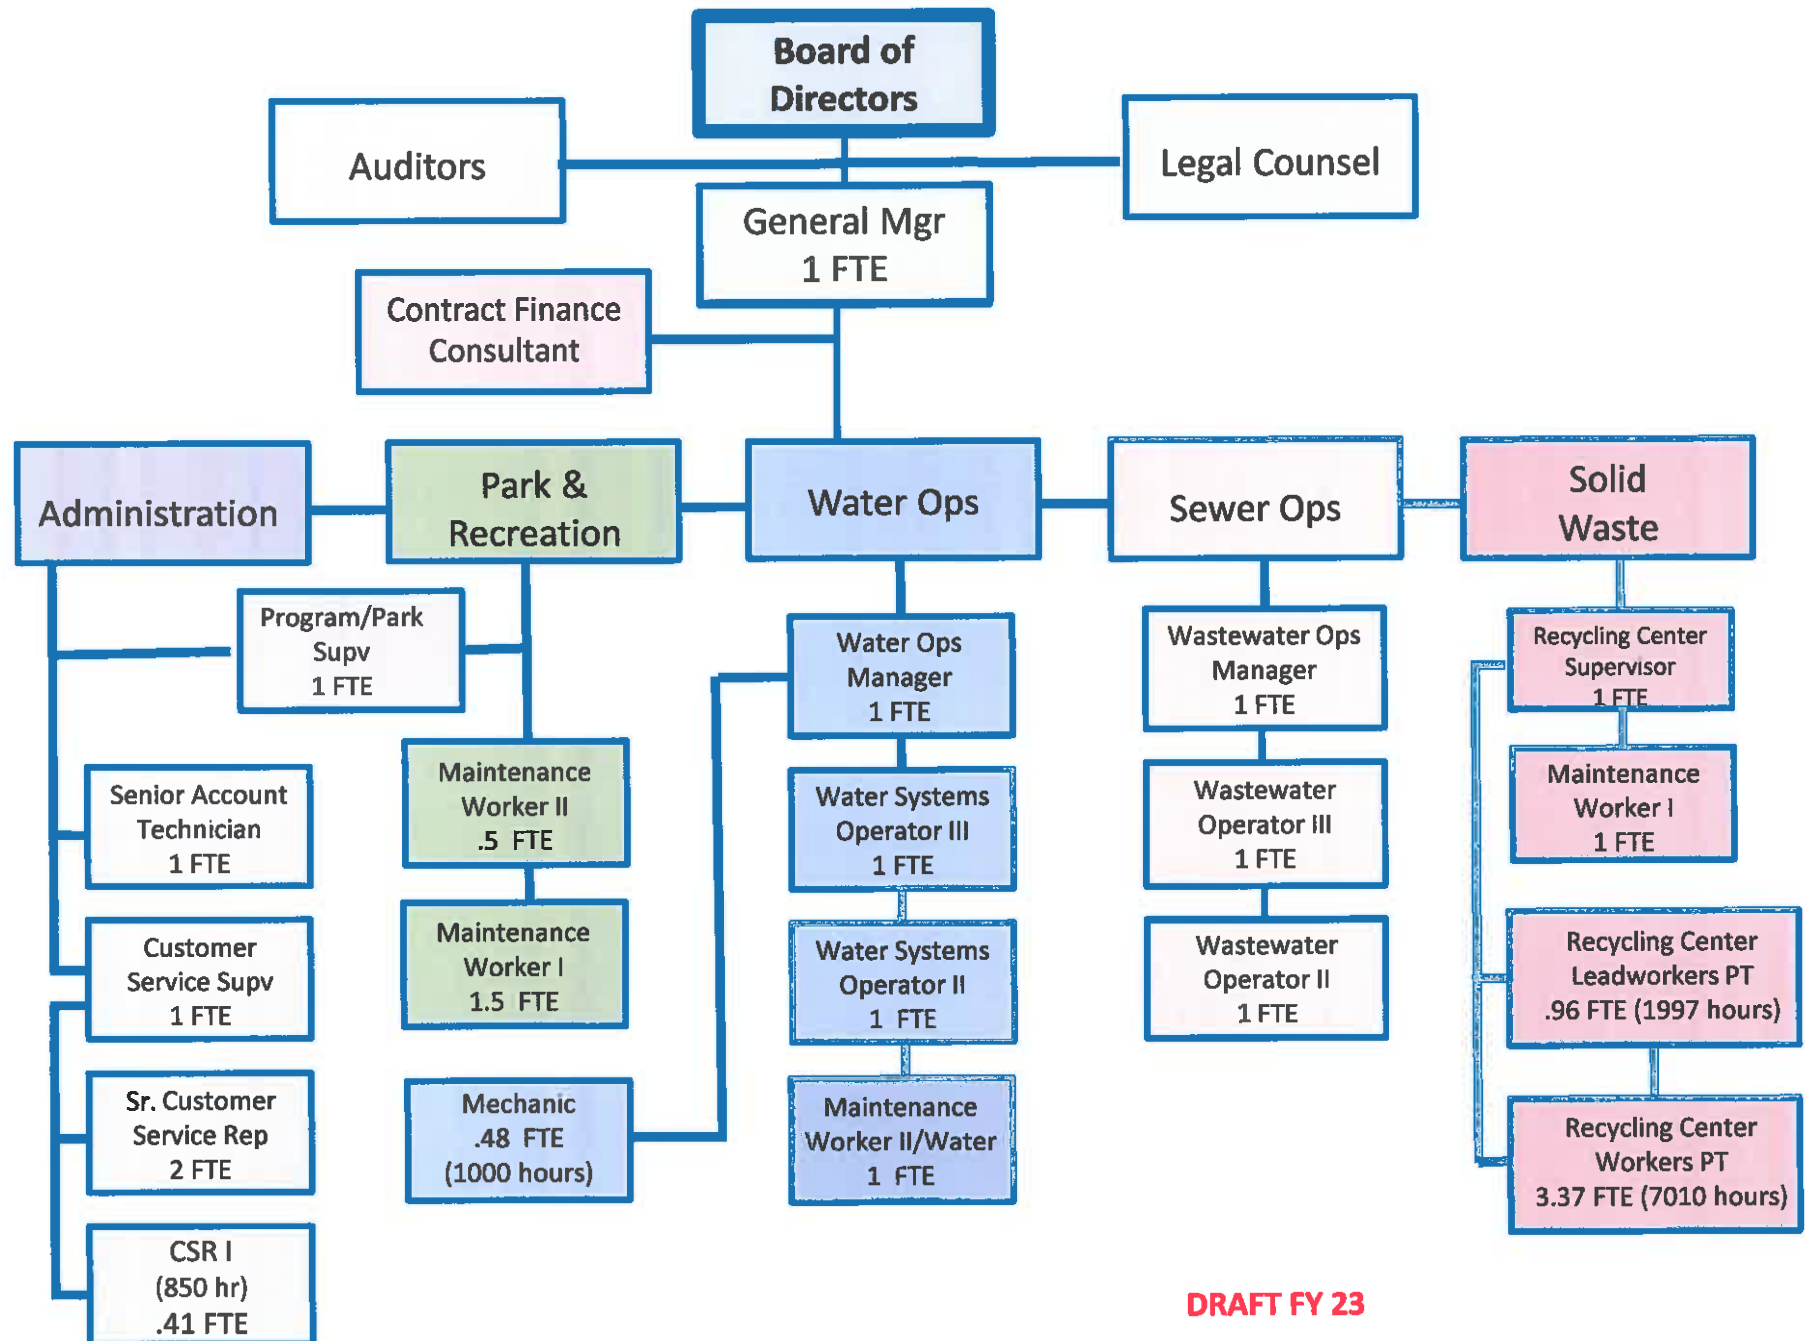 Board of
Directors
Auditors
Legal Counsel
General Mgr
1 FTE
Contract Finance
Consultant
Administration
Park &
Recreation
Water Ops
Sewer Ops
Solid
Waste
Program/Park
Supv
1 FTE
Senior Account
Technician
1 FTE
Customer
Service Supv
1 FTE
Sr. Customer
Service Rep
2 FTE
CSR I
(850 hr)
.41 FTE
Maintenance
Worker II
.5 FTE
Maintenance
Worker I
1.5 FTE
Mechanic
.48 FTE
(1000 hours)
Water Ops
Manager
1 FTE
Water Systems
Operator III
1 FTE
Water Systems
Operator II
1 FTE
Maintenance
Worker II/Water
1 FTE
Wastewater Ops
Manager
1 FTE
Wastewater
Operator III
1 FTE
Wastewater
Operator II
1 FTE
Recycling Center
Supervisor
1 FTE
Maintenance
Worker I
1 FTE
Recycling Center
Leadworkers PT
.96 FTE (1997 hours)
Recycling Center
Workers PT
3.37 FTE (7010 hours)
DRAFT FY 23